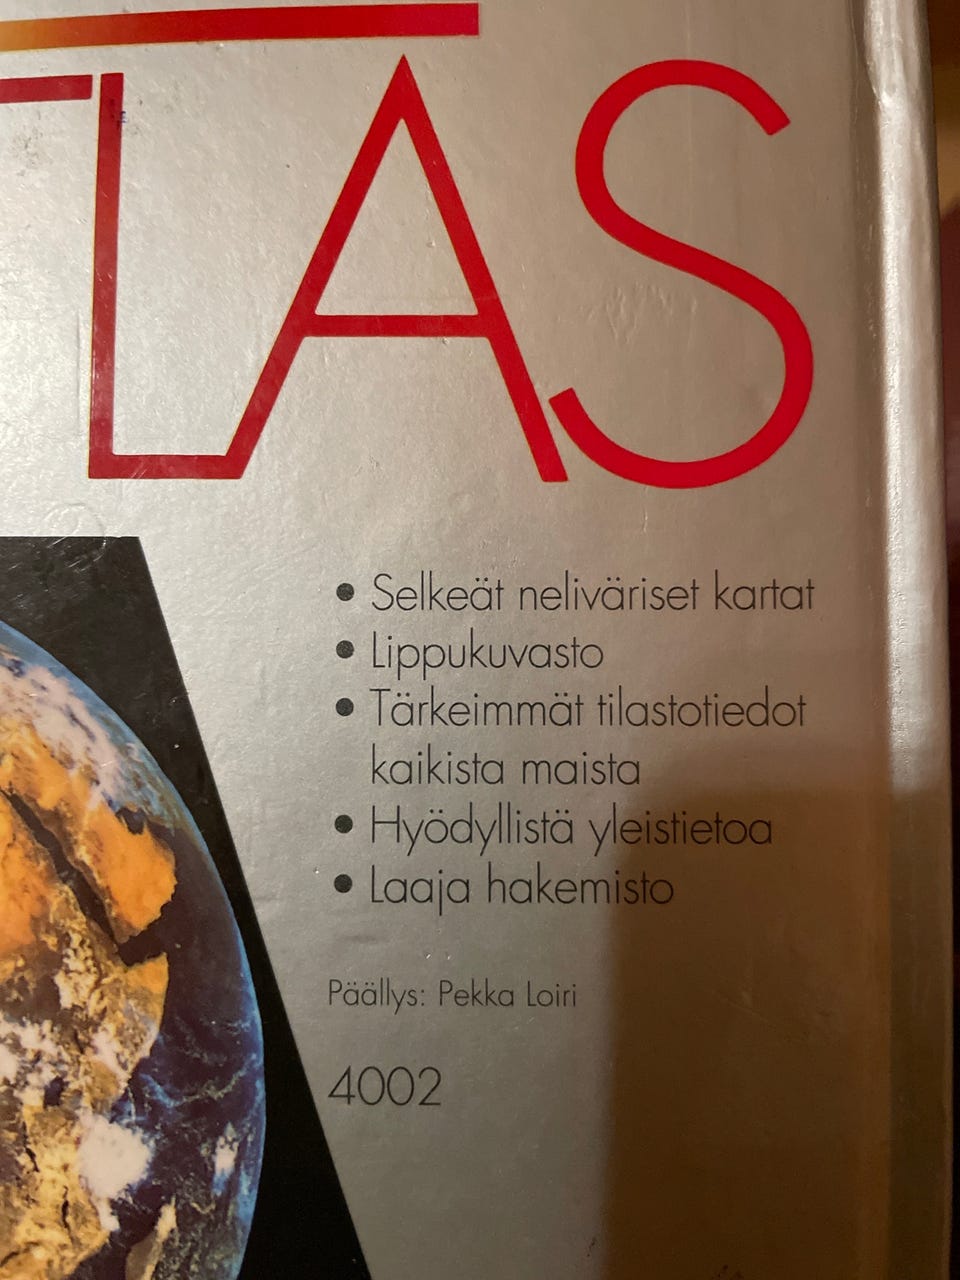 TLAS
• Selkeät neliväriset kartat
• Lippukuvasto
• Tärkeimmät tilastotiedot
kaikista maista
• Hyödyllistä yleistietoa
• Laaja hakemisto
Päällys: Pekka Loiri
4002